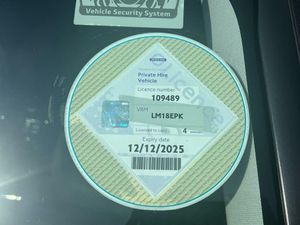 Vehicle Security System
Private Hire
Vehicle
Licence number
109489
VRM
LM18EPK
Licensed to carry 4
Expiry date
12/12/2025